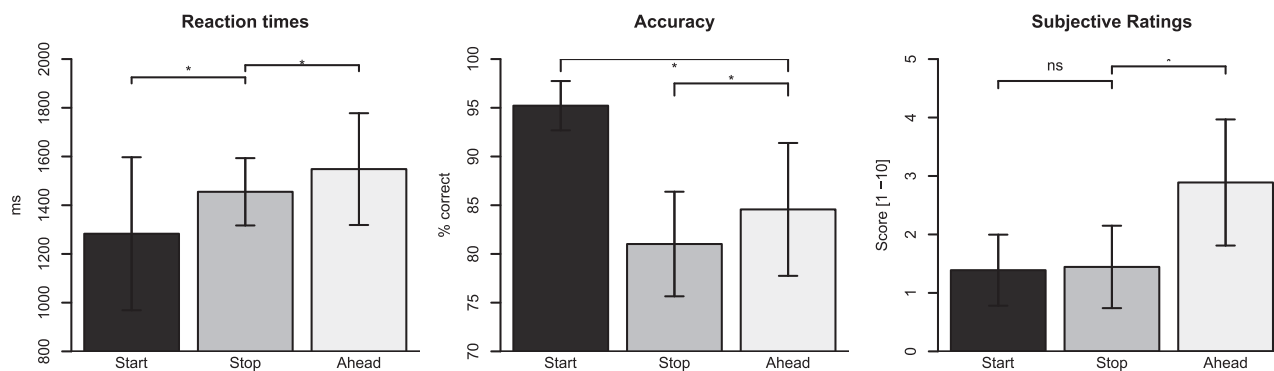 Reaction times
Accuracy
Subjective Ratings
ms
2000
1800
1600
1400
1200
1000
800
*
*
Start
Stop
Ahead
% correct
100
95
90
85
80
75
70
*
*
Start
Stop
Ahead
Score [1 −10]
5
4
3
2
1
0
ns
Start
Stop
Ahead